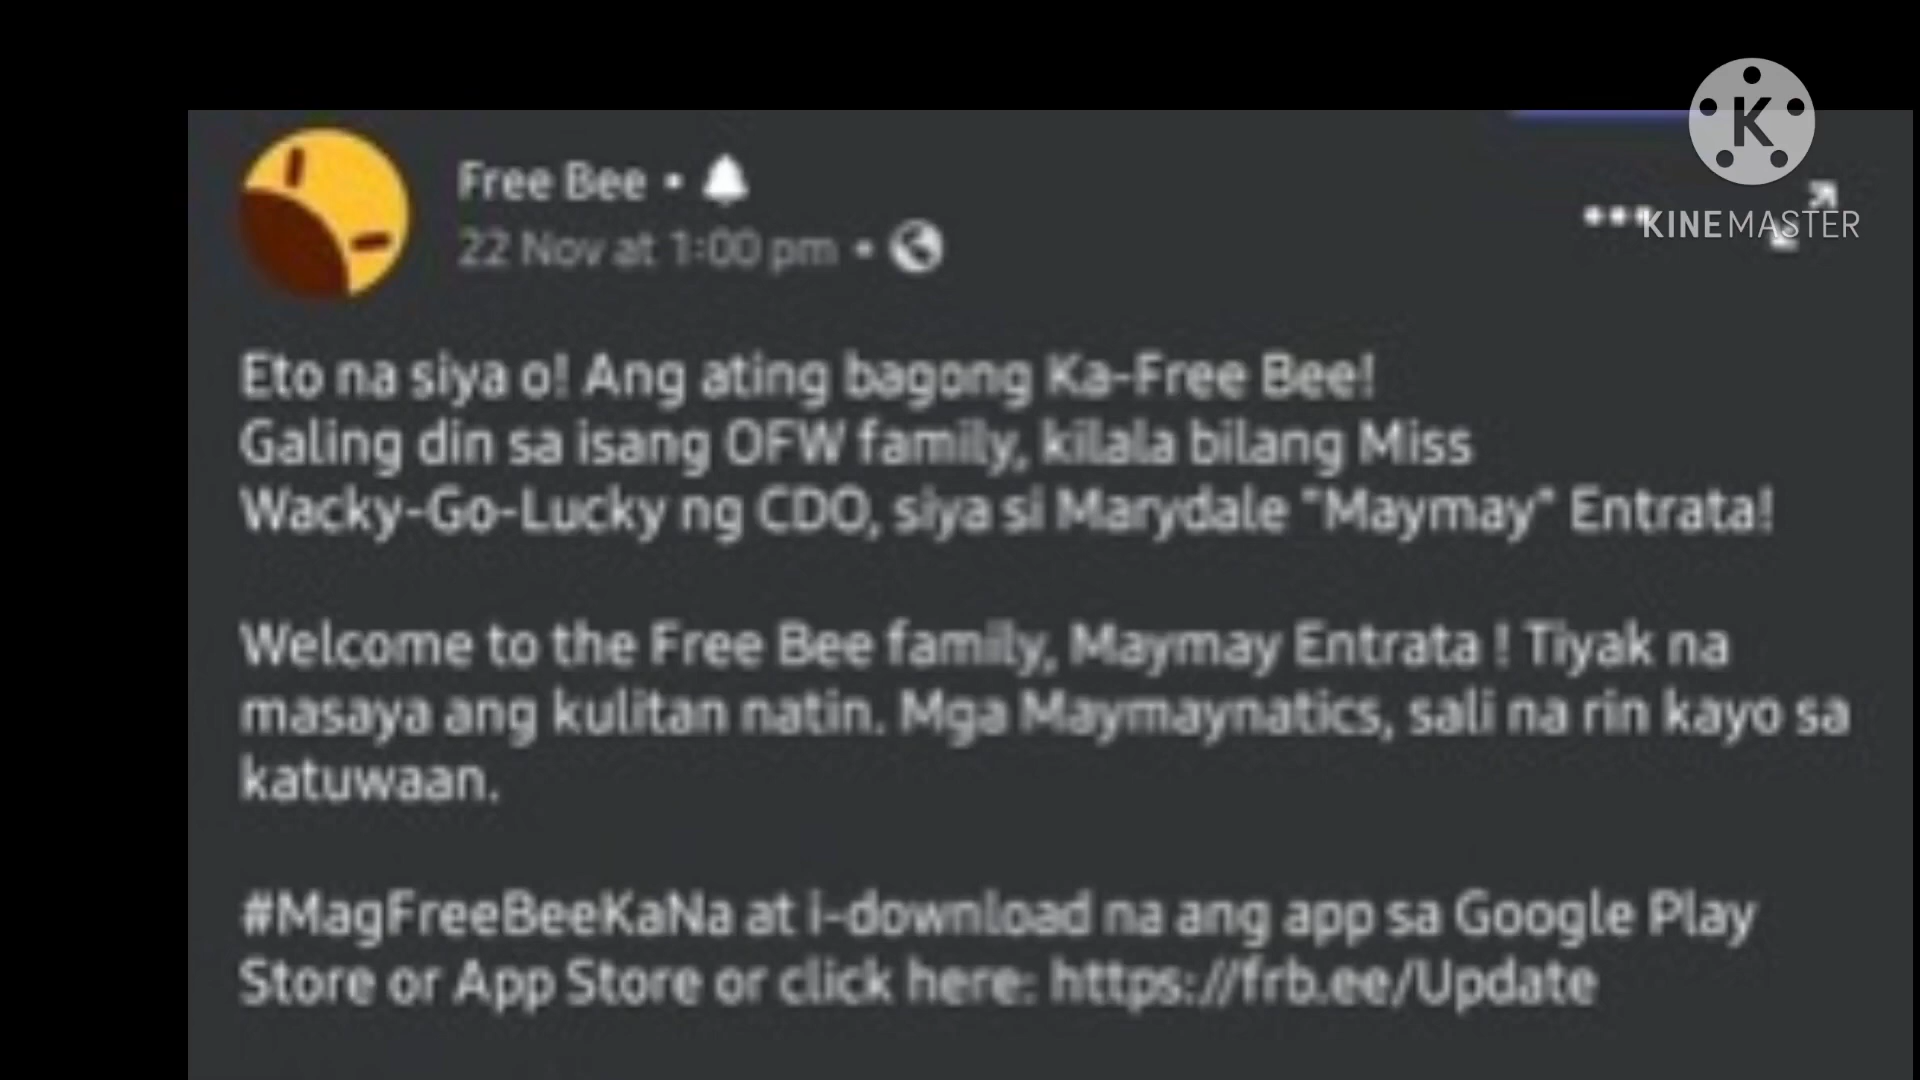 Free Bee •
22 Nov at 1:00 pm •
K
KINEMASTER
Eto na siya o! Ang ating bagong Ka-Free Bee!
Galing din sa isang OFW family, kilala bilang Miss
Wacky-Go-Lucky ng CDO, siya si Marydale "Maymay" Entrata!
Welcome to the Free Bee family, Maymay Entrata ! Tiyak na
masaya ang kulitan natin. Mga Maymaynatics, sali na rin kayo sa
katuwaan.
#MagFreeBeeKaNa at i-download na ang app sa Google Play
Store or App Store or click here: https://frb.ee/Update